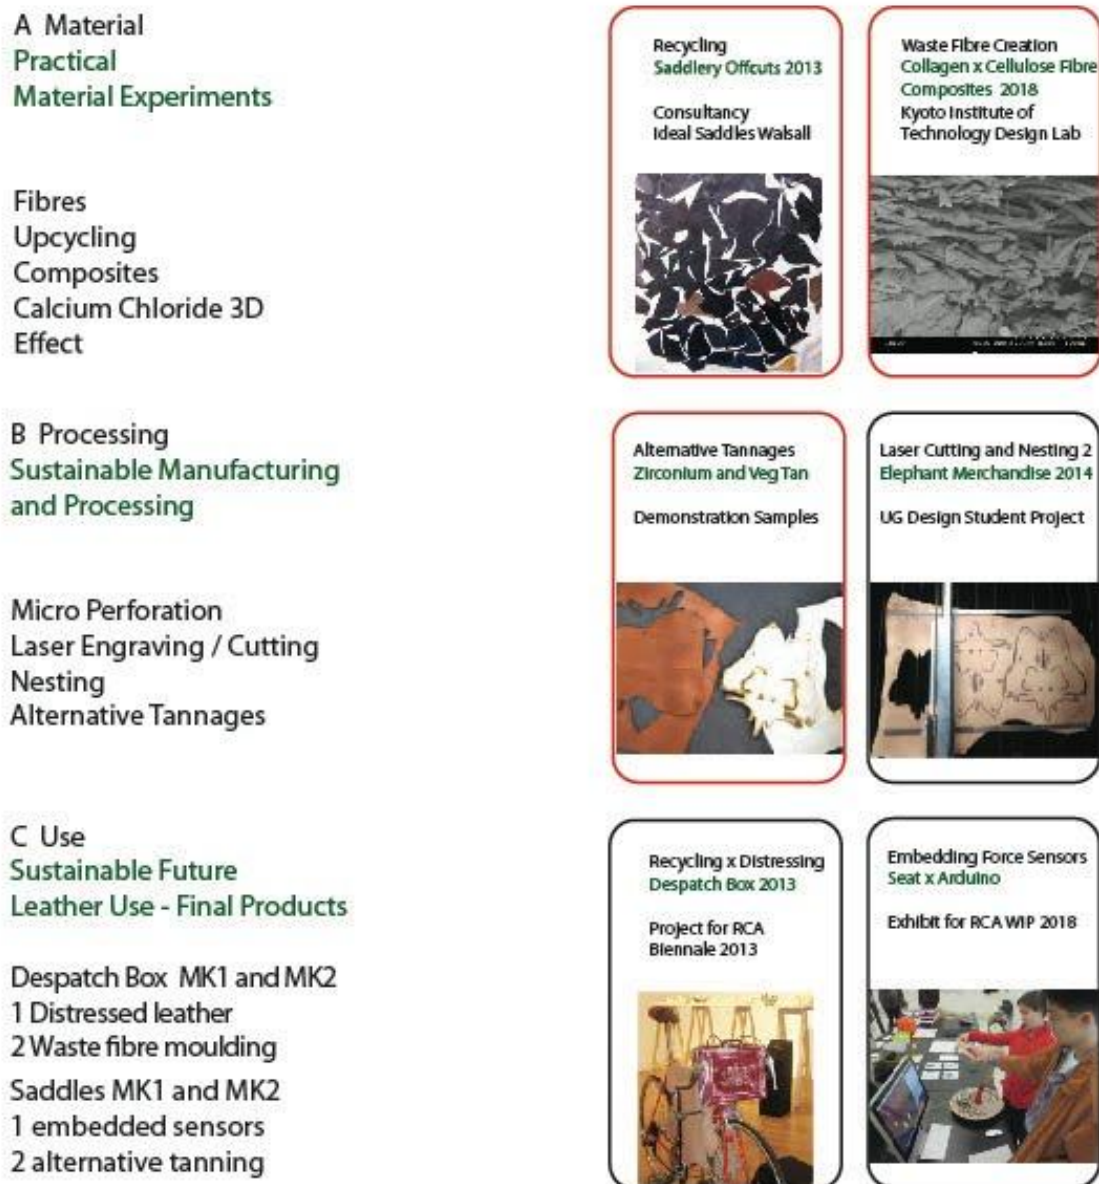 A Material
Practical
Material Experiments
Fibres
Upcycling
Composites
Calcium Chloride 3D
Effect
Recycling
Saddlery Offcuts 2013
Consultancy
Ideal Saddles Walsall
Waste Fibre Creation
Collagen x Cellulose Fibre
Composites 2018
Kyoto Institute of
Technology Design Lab
B Processing
Sustainable Manufacturing
and Processing
Micro Perforation
Laser Engraving / Cutting
Nesting
Alternative Tannages
Alternative Tannages
Zirconium and Veg Tan
Demonstration Samples
Laser Cutting and Nesting 2
Elephant Merchandise 2014
UG Design Student Project
C Use
Sustainable Future
Leather Use - Final Products
Despatch Box MK1 and MK2
1 Distressed leather
2 Waste fibre moulding
Saddles MK1 and MK2
1 embedded sensors
2 alternative tanning
Recycling x Distressing
Despatch Box 2013
Project for RCA
Biennale 2013
Embedding Force Sensors
Seat x Arduino
Exhibit for RCA WIP 2018